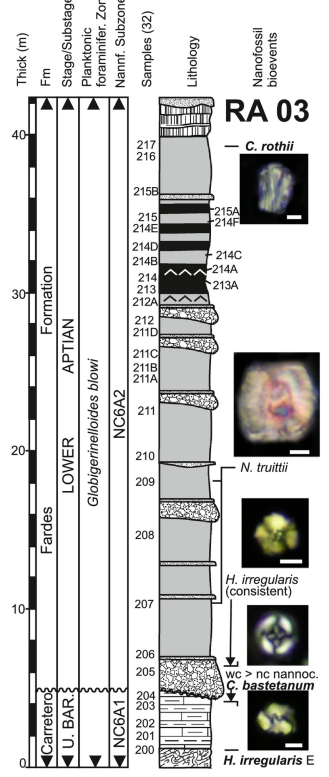 Thick (m)
Fm
Stage/Substage
Planktonic
foraminifer. Zon
Nannf. Subzone
Samples (32)
Lithology
Nanofossil
bioevents
RA 03
40
30
20
10
0
Fardes Formation
Carretero
LOWER APTIAN
U. BAR.
Globigerinelloides blowi
NC6A2
NC6A1
217
216
215B
215A
215
214F
214E
214D
214C
214B
214A
214
213A
213
212A
212
211D
211C
211B
211A
211
210
209
208
207
206
205
204
203
202
201
200
C. rothii
N. truittii
H. irregularis
(consistent)
wc > nc nannoc.
C. bastetanum
H. irregularis E